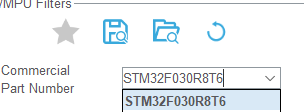 /MPU Filters
Commercial
Part Number
STM32F030R8T6
STM32F030R8T6